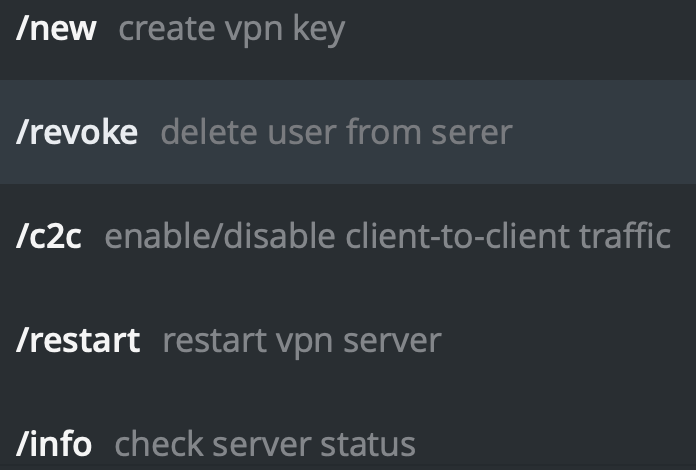 /new create vpn key
/revoke delete user from serer
/c2c enable/disable client-to-client traffic
/restart restart vpn server
/info check server status